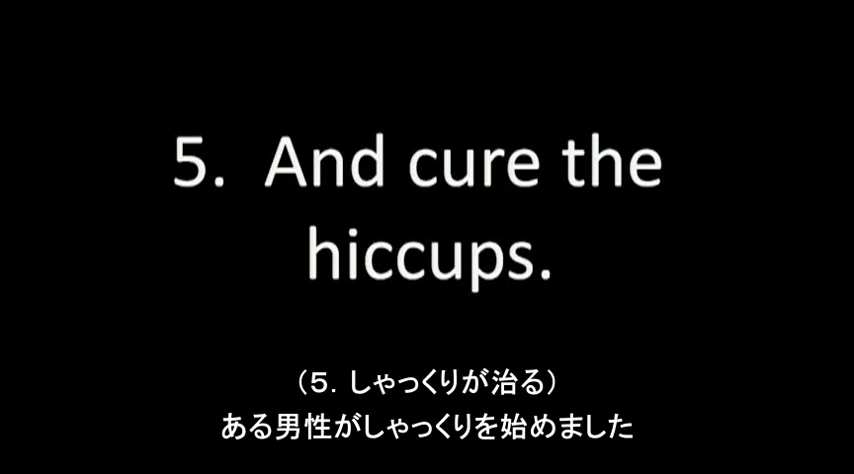 5. And cure the
hiccups.
（５．しゃっくりが治る）
ある男性がしゃっくりを始めました